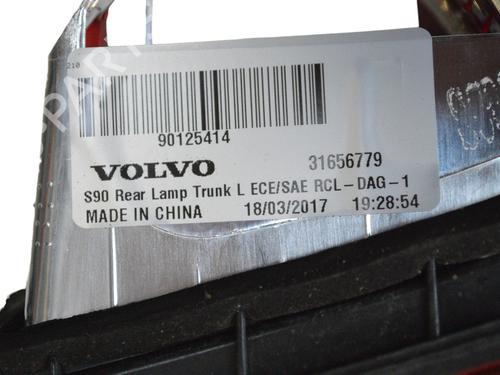 210
90125414
VOLVO 31656779
S90 Rear Lamp Trunk L ECE/SAE RCL-DAG-1
MADE IN CHINA 18/03/2017 19:28:54